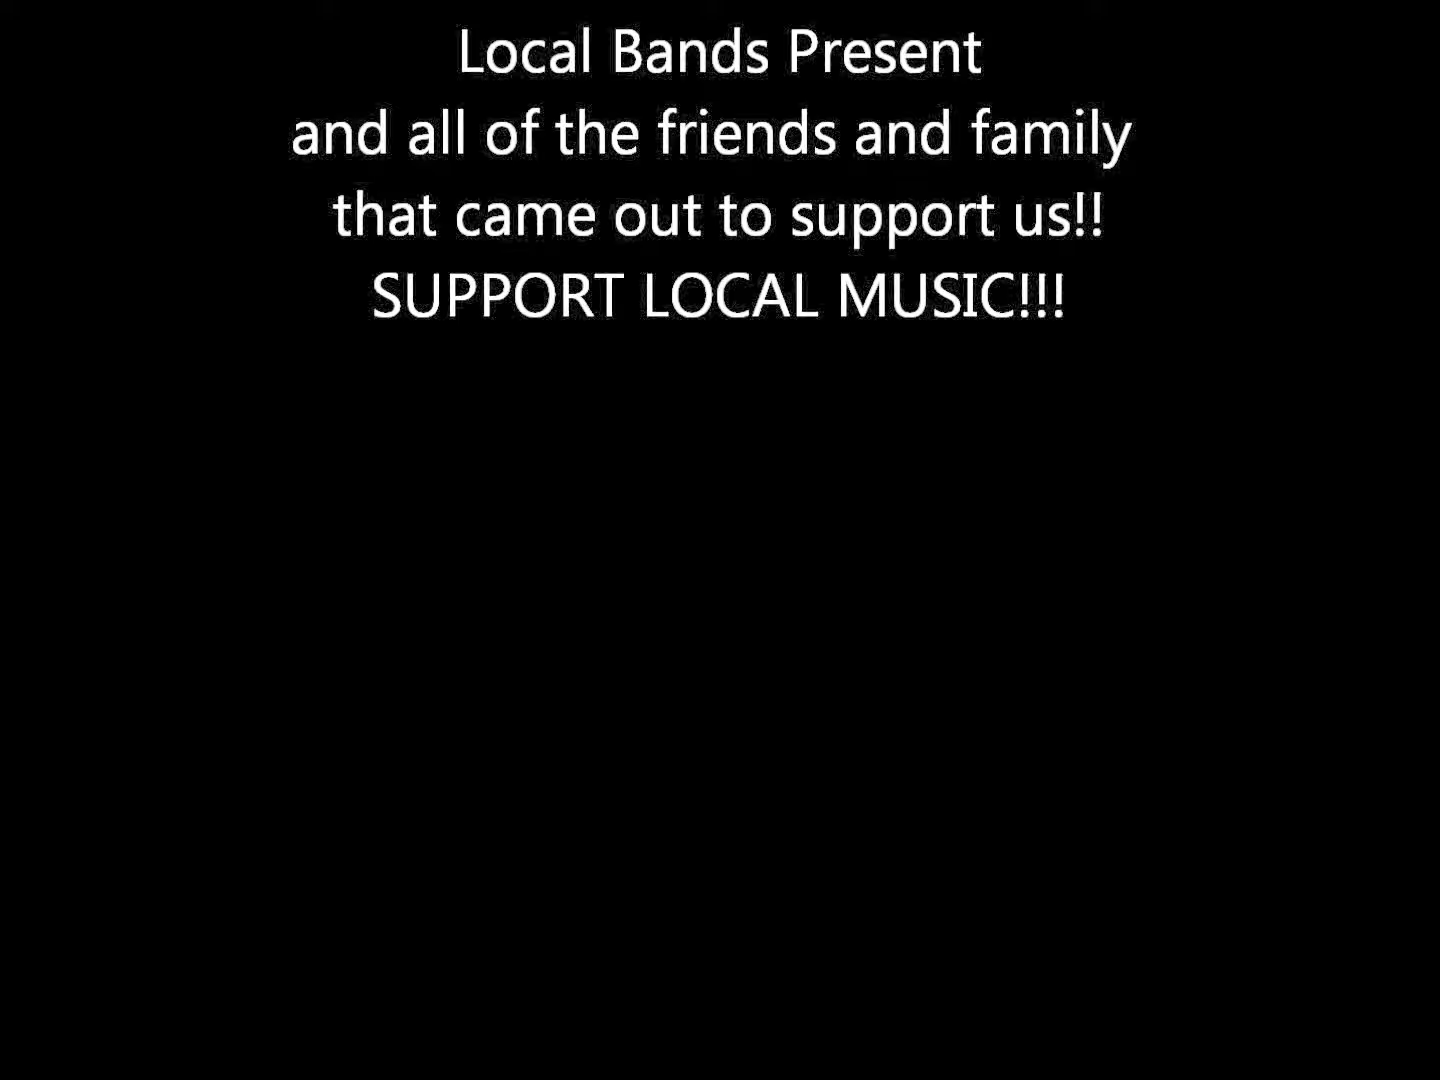 Local Bands Present
and all of the friends and family
that came out to support us!!
SUPPORT LOCAL MUSIC!!!